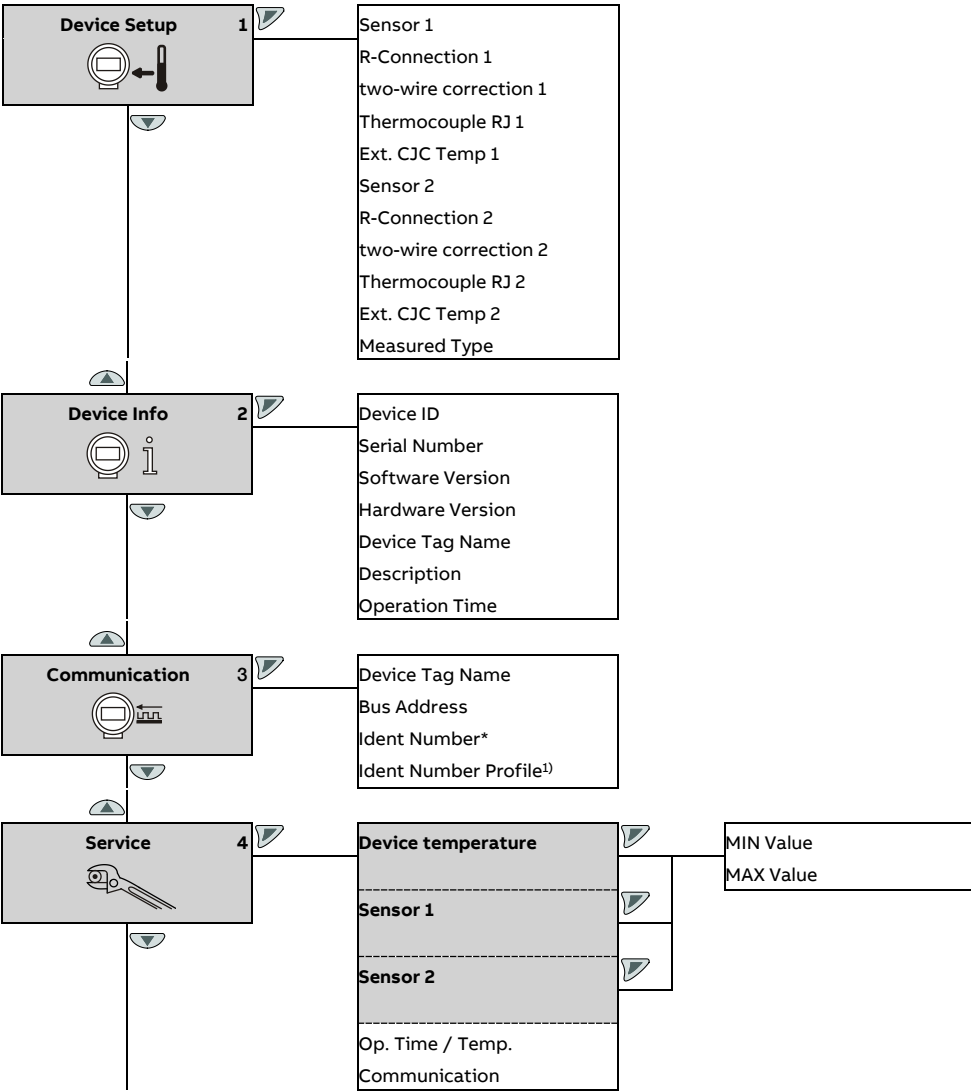 Device Setup 1
Sensor 1
R-Connection 1
two-wire correction 1
Thermocouple RJ 1
Ext. CJC Temp 1
Sensor 2
R-Connection 2
two-wire correction 2
Thermocouple RJ 2
Ext. CJC Temp 2
Measured Type
Device Info 2
Device ID
Serial Number
Software Version
Hardware Version
Device Tag Name
Description
Operation Time
Communication 3
Device Tag Name
Bus Address
Ident Number*
Ident Number Profile1)
Service 4
Device temperature
Sensor 1
Sensor 2
Op. Time / Temp.
Communication
MIN Value
MAX Value